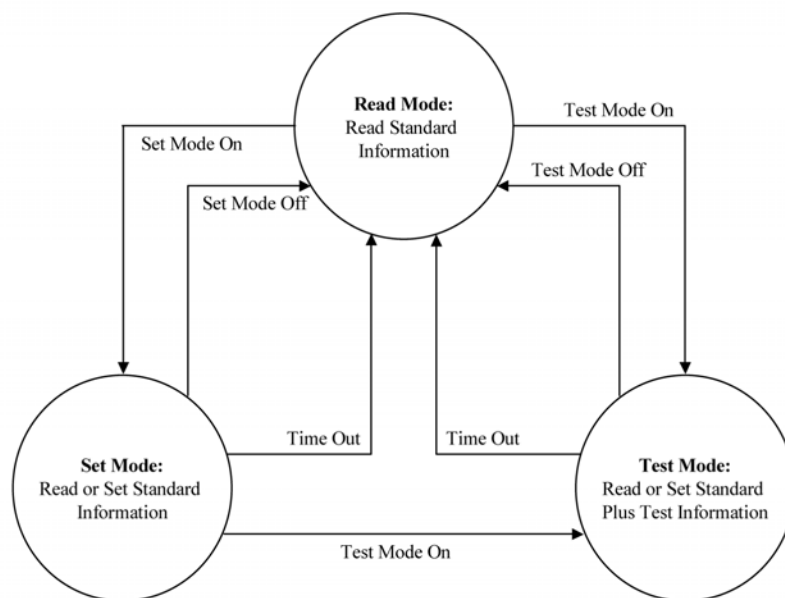 Read Mode:
Read Standard
Information
Test Mode On
Set Mode On
Test Mode Off
Set Mode Off
Time Out
Time Out
Set Mode:
Read or Set Standard
Information
Test Mode:
Read or Set Standard
Plus Test Information
Test Mode On